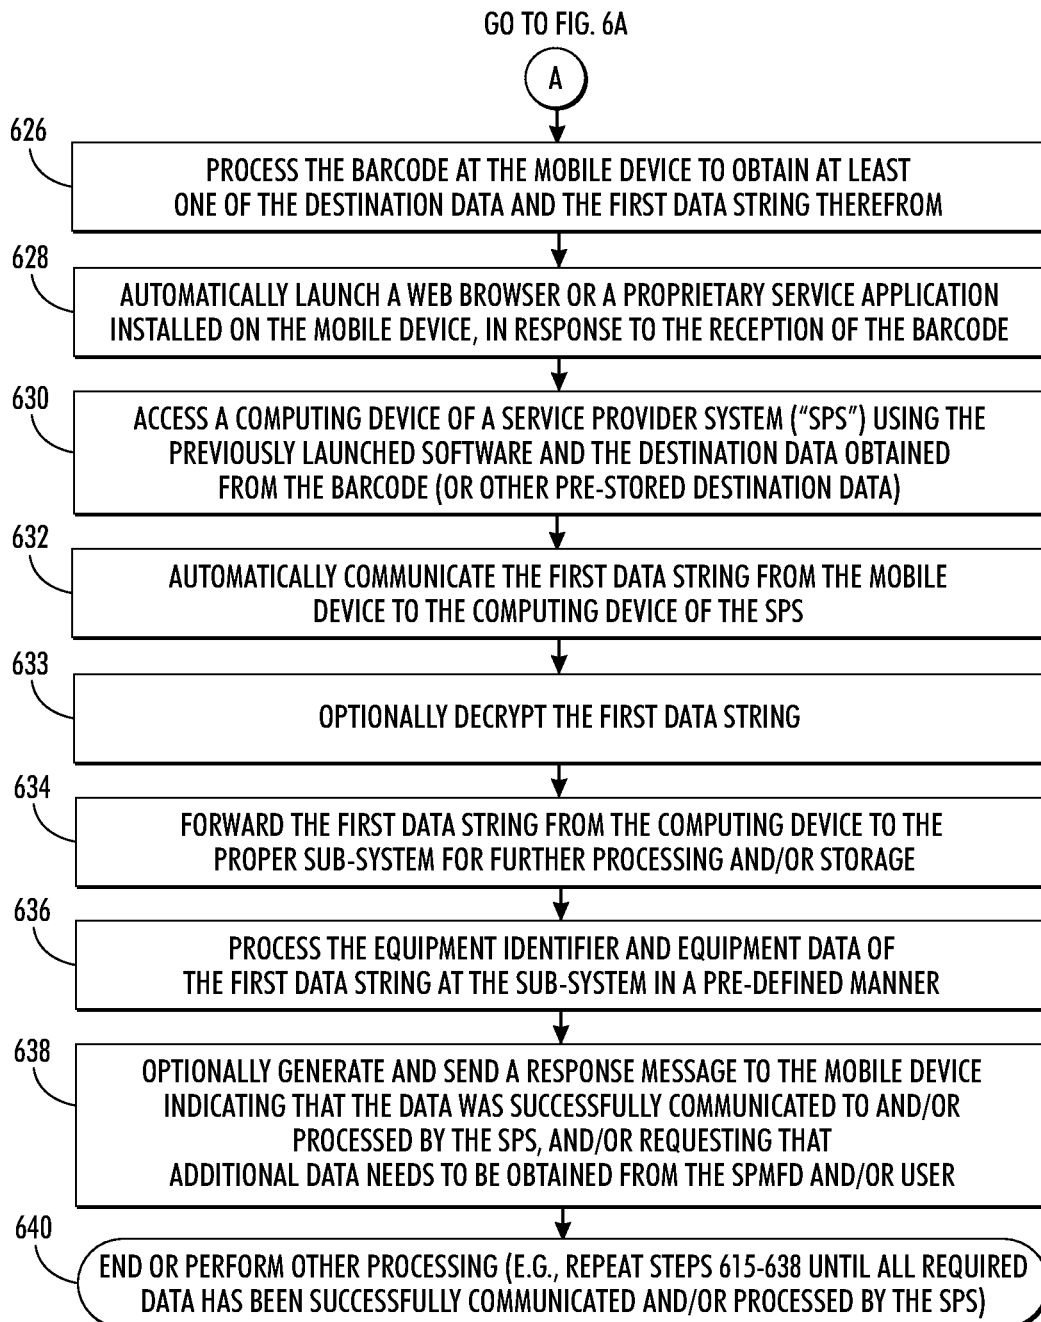 GO TO FIG. 6A
A
626
PROCESS THE BARCODE AT THE MOBILE DEVICE TO OBTAIN AT LEAST
ONE OF THE DESTINATION DATA AND THE FIRST DATA STRING THEREFROM
628
AUTOMATICALLY LAUNCH A WEB BROWSER OR A PROPRIETARY SERVICE APPLICATION
INSTALLED ON THE MOBILE DEVICE, IN RESPONSE TO THE RECEPTION OF THE BARCODE
630
ACCESS A COMPUTING DEVICE OF A SERVICE PROVIDER SYSTEM (“SPS”) USING THE
PREVIOUSLY LAUNCHED SOFTWARE AND THE DESTINATION DATA OBTAINED
FROM THE BARCODE (OR OTHER PRE-STORED DESTINATION DATA)
632
AUTOMATICALLY COMMUNICATE THE FIRST DATA STRING FROM THE MOBILE
DEVICE TO THE COMPUTING DEVICE OF THE SPS
633
OPTIONALLY DECRYPT THE FIRST DATA STRING
634
FORWARD THE FIRST DATA STRING FROM THE COMPUTING DEVICE TO THE
PROPER SUB-SYSTEM FOR FURTHER PROCESSING AND/OR STORAGE
636
PROCESS THE EQUIPMENT IDENTIFIER AND EQUIPMENT DATA OF
THE FIRST DATA STRING AT THE SUB-SYSTEM IN A PRE-DEFINED MANNER
638
OPTIONALLY GENERATE AND SEND A RESPONSE MESSAGE TO THE MOBILE DEVICE
INDICATING THAT THE DATA WAS SUCCESSFULLY COMMUNICATED TO AND/OR
PROCESSED BY THE SPS, AND/OR REQUESTING THAT
ADDITIONAL DATA NEEDS TO BE OBTAINED FROM THE SPMFD AND/OR USER
640
END OR PERFORM OTHER PROCESSING (E.G., REPEAT STEPS 615-638 UNTIL ALL REQUIRED
DATA HAS BEEN SUCCESSFULLY COMMUNICATED AND/OR PROCESSED BY THE SPS)